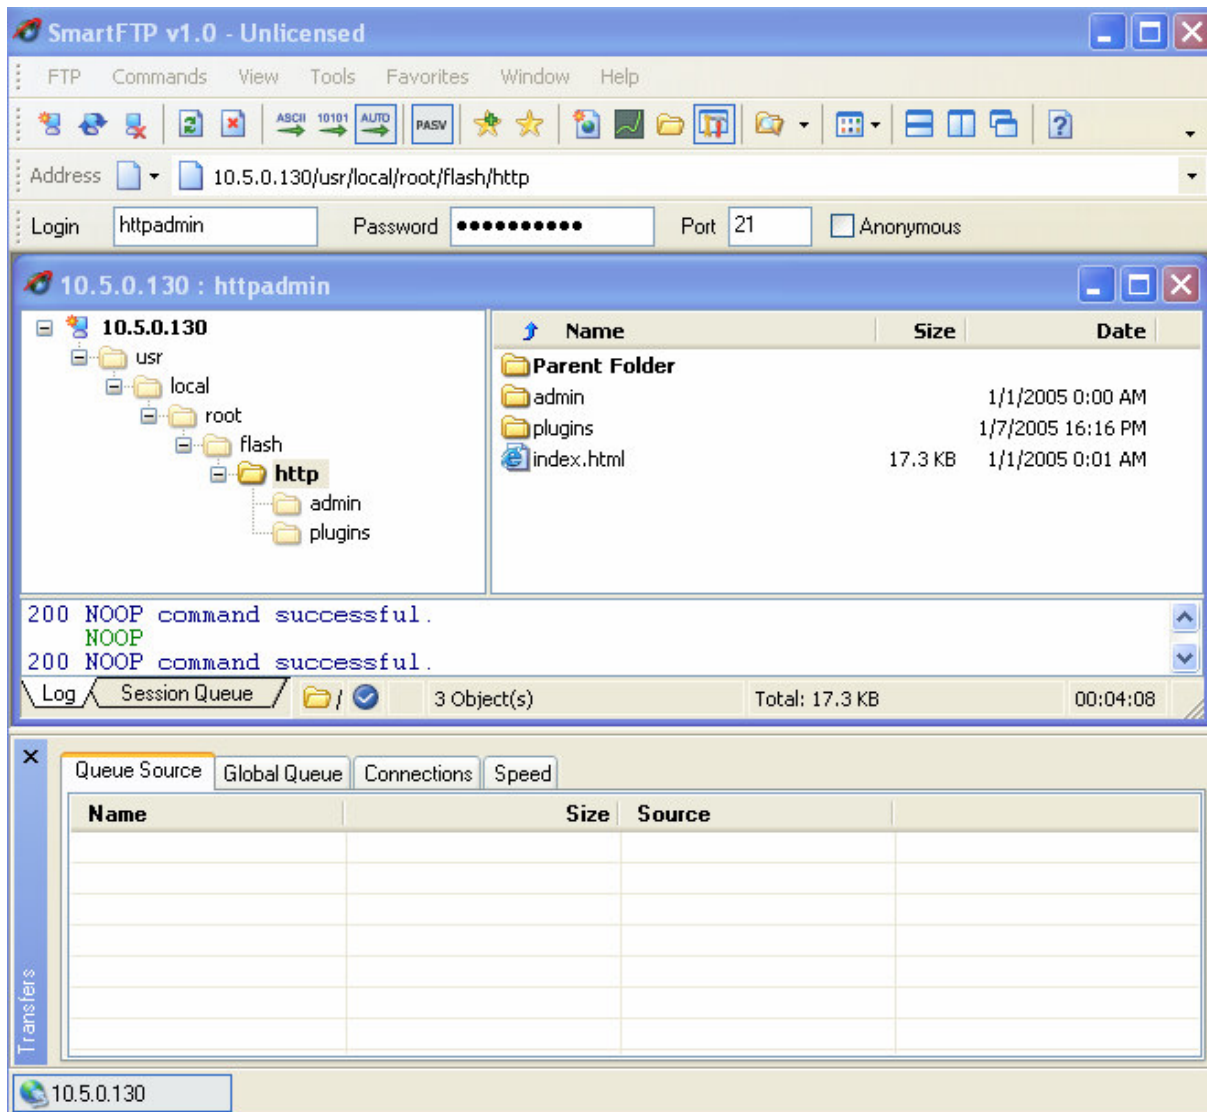 SmartFTP v1.0 - Unlicensed
FTP Commands View Tools Favorites Window Help
ASCII 10101 AUTO PASV
Address 10.5.0.130/usr/local/root/flash/http
Login httpadmin Password ●●●●●●●●●● Port 21 Anonymous
10.5.0.130 : httpadmin
10.5.0.130
usr
local
root
flash
http
admin
plugins
Name Size Date
Parent Folder
admin 1/1/2005 0:00 AM
plugins 1/7/2005 16:16 PM
index.html 17.3 KB 1/1/2005 0:01 AM
200 NOOP command successful.
NOOP
200 NOOP command successful.
Log Session Queue / 3 Object(s) Total: 17.3 KB 00:04:08
Queue Source Global Queue Connections Speed
Name Size Source
Transfers
10.5.0.130